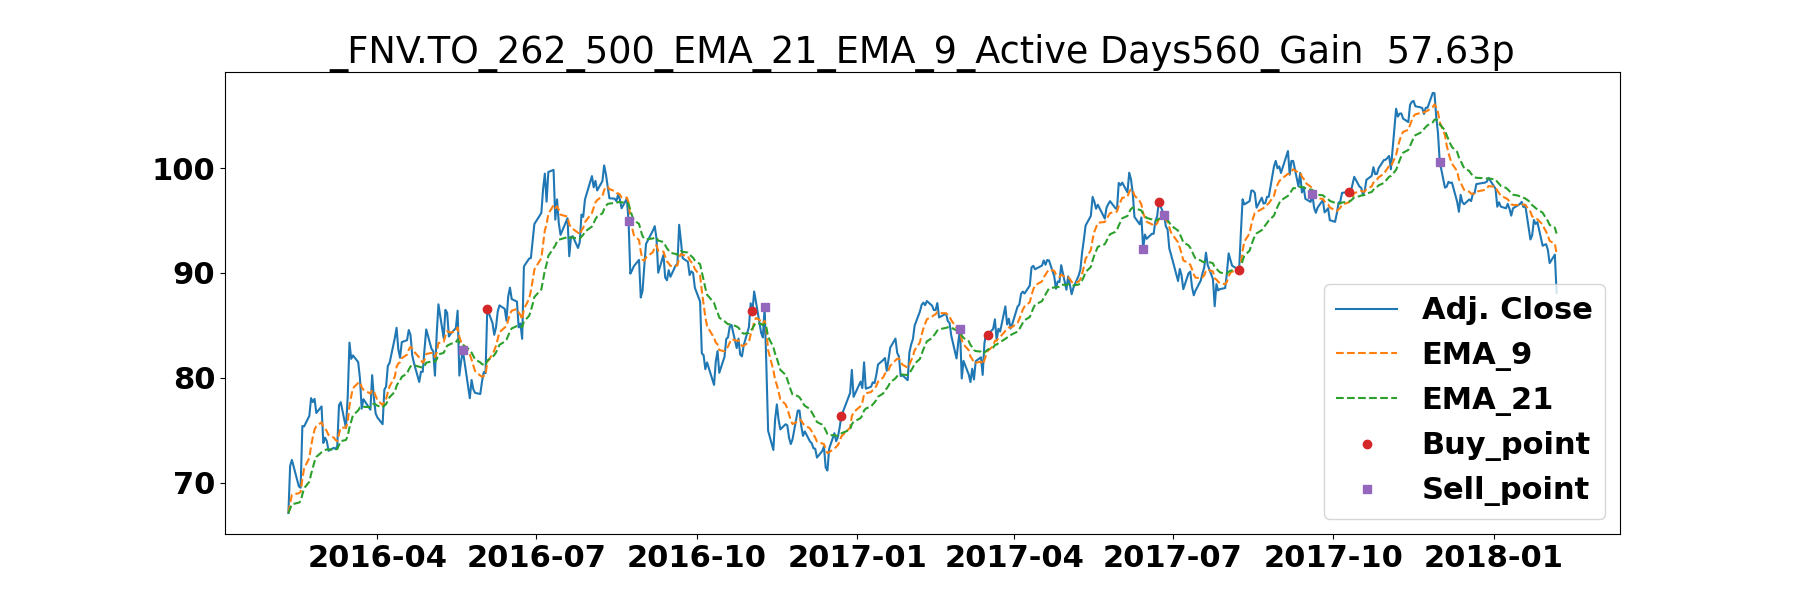 _FNV.TO_262_500_EMA_21_EMA_9_Active Days560_Gain  57.63p
100
90
80
70
Adj. Close
EMA_9
EMA_21
Buy_point
Sell_point
2016-04 2016-07 2016-10 2017-01 2017-04 2017-07 2017-10 2018-01